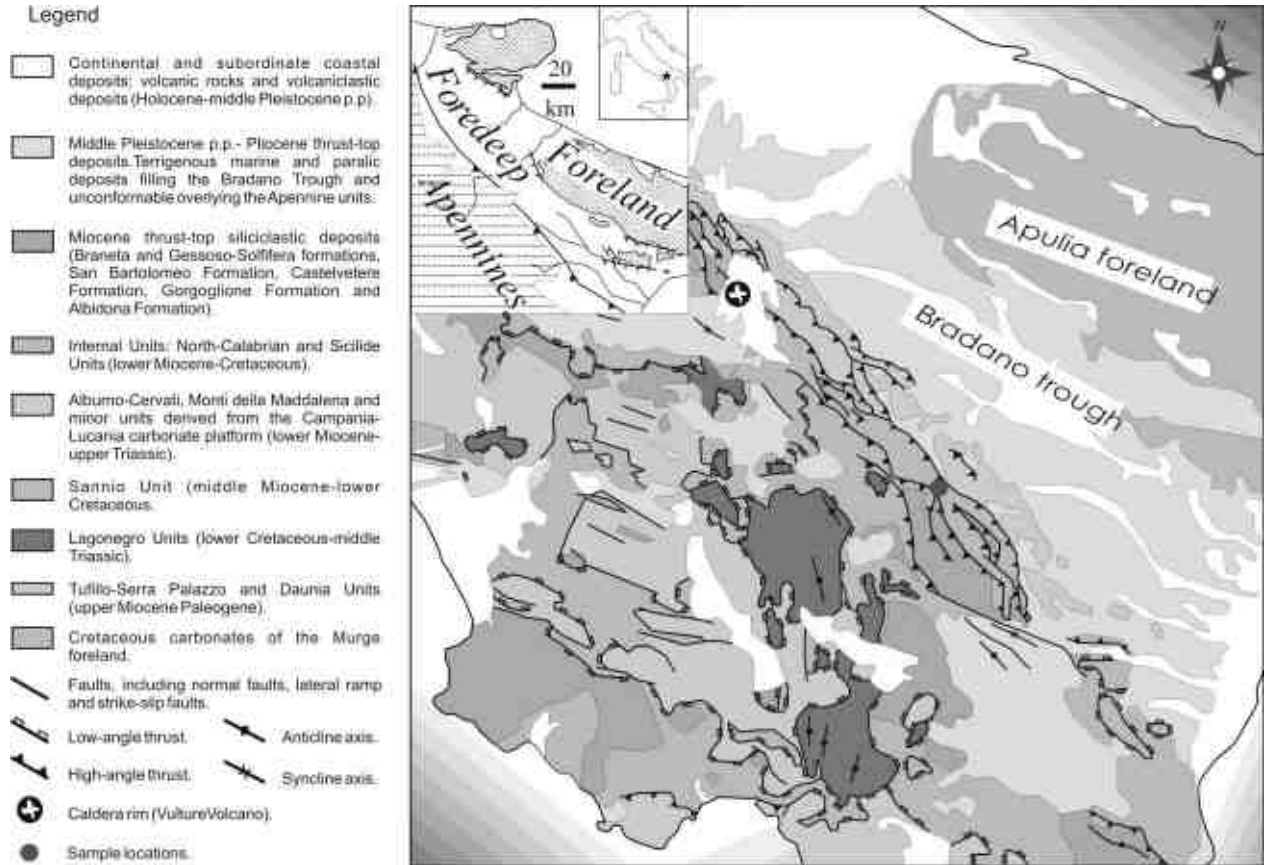 Legend
Continental and subordinate coastal
deposits; volcanic rocks and volcaniclastic
deposits (Holocene-middle Pleistocene p.p).
Middle Pleistocene p.p.- Pliocene thrust-top
deposits.Terrigenous marine and paralic
deposits filling the Bradano Trough and
unconformable overlying the Apennine units.
Miocene thrust-top siliciclastic deposits
(Braneta and Gessoso-Solfifera formations,
San Bartolomeo Formation, Castelvetere
Formation, Gorgoglione Formation and
Albidona Formation).
Internal Units: North-Calabrian and Sicilide
Units (lower Miocene-Cretaceous).
Alburno-Cervati, Monti della Maddalena and
minor units derived from the Campania-
Lucania carbonate platform (lower Miocene-
upper Triassic).
Sannio Unit (middle Miocene-lower
Cretaceous.
Lagonegro Units (lower Cretaceous-middle
Triassic).
Tufillo-Serra Palazzo and Daunia Units
(upper Miocene Paleogene).
Cretaceous carbonates of the Murge
foreland.
Faults, including normal faults, lateral ramp
and strike-slip faults.
Low-angle thrust.
Anticline axis.
High-angle thrust.
Syncline axis.
Caldera rim (VultureVolcano).
Sample locations.
20
km
Foredeep
Foreland
Apennines
N
Apulia foreland
Bradano trough